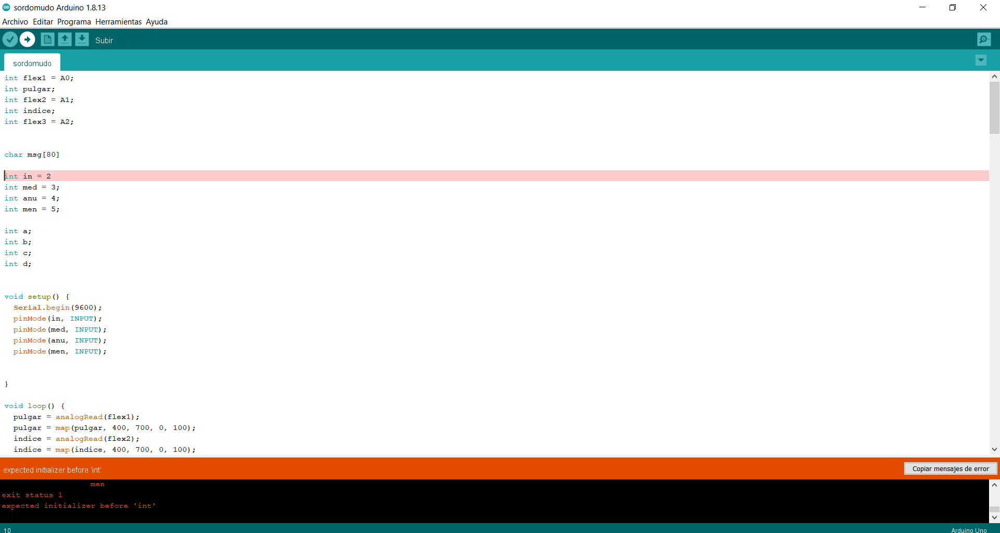 sordomudo Arduino 1.8.13
Archivo Editar Programa Herramientas Ayuda
Subir
sordomudo
int flex1 = A0;
int pulgar;
int flex2 = A1;
int indice;
int flex3 = A2;
char msg[80]
int in = 2
int med = 3;
int anu = 4;
int men = 5;
int a;
int b;
int c;
int d;
void setup() {
Serial.begin(9600);
pinMode(in, INPUT);
pinMode(med, INPUT);
pinMode(anu, INPUT);
pinMode(men, INPUT);
}
void loop() {
pulgar = analogRead(flex1);
pulgar = map(pulgar, 400, 700, 0, 100);
indice = analogRead(flex2);
indice = map(indice, 400, 700, 0, 100);
expected initializer before 'int'
Copiar mensajes de error
men
exit status 1
expected initializer before 'int'
10
Arduino Uno